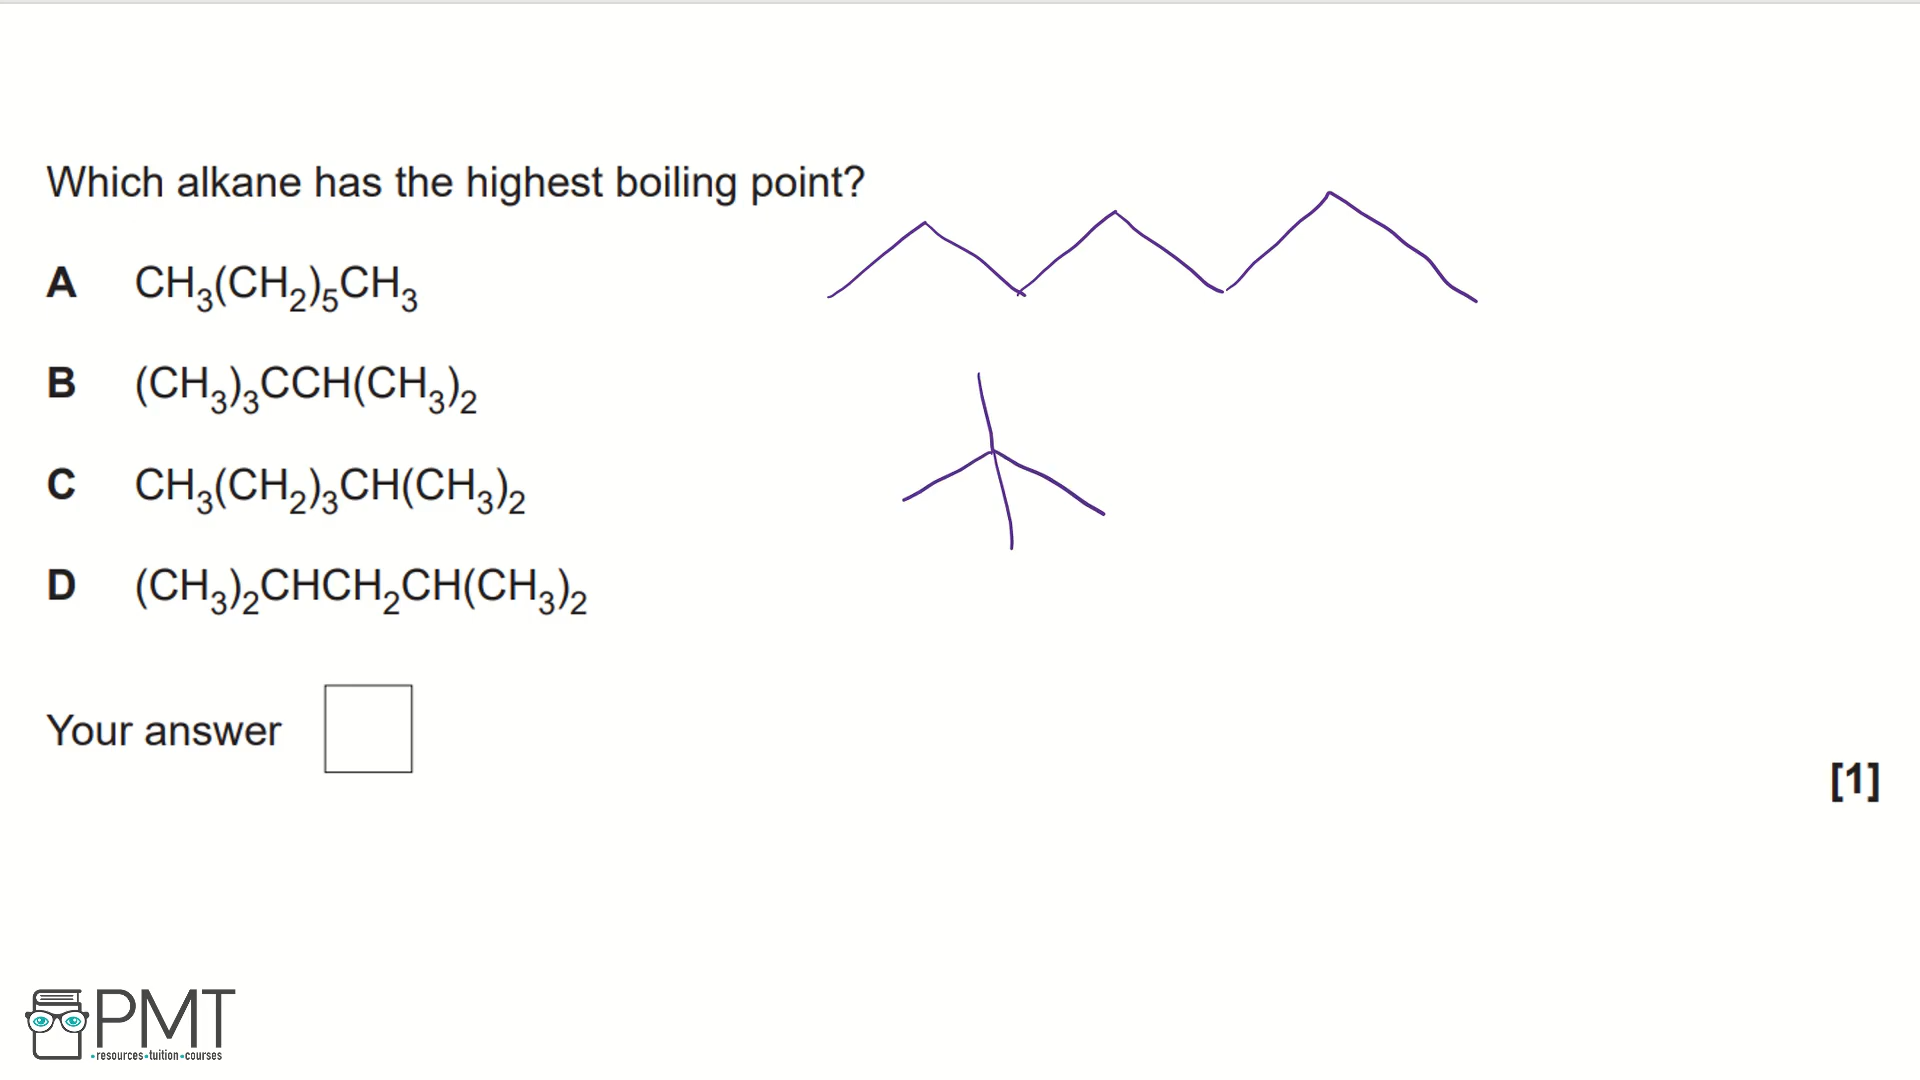 Which alkane has the highest boiling point?
A CH₃(CH₂)₅CH₃
B (CH₃)₃CCH(CH₃)₂
C CH₃(CH₂)₃CH(CH₃)₂
D (CH₃)₂CHCH₂CH(CH₃)₂
Your answer
[1]
PMT
•resources•tuition•courses